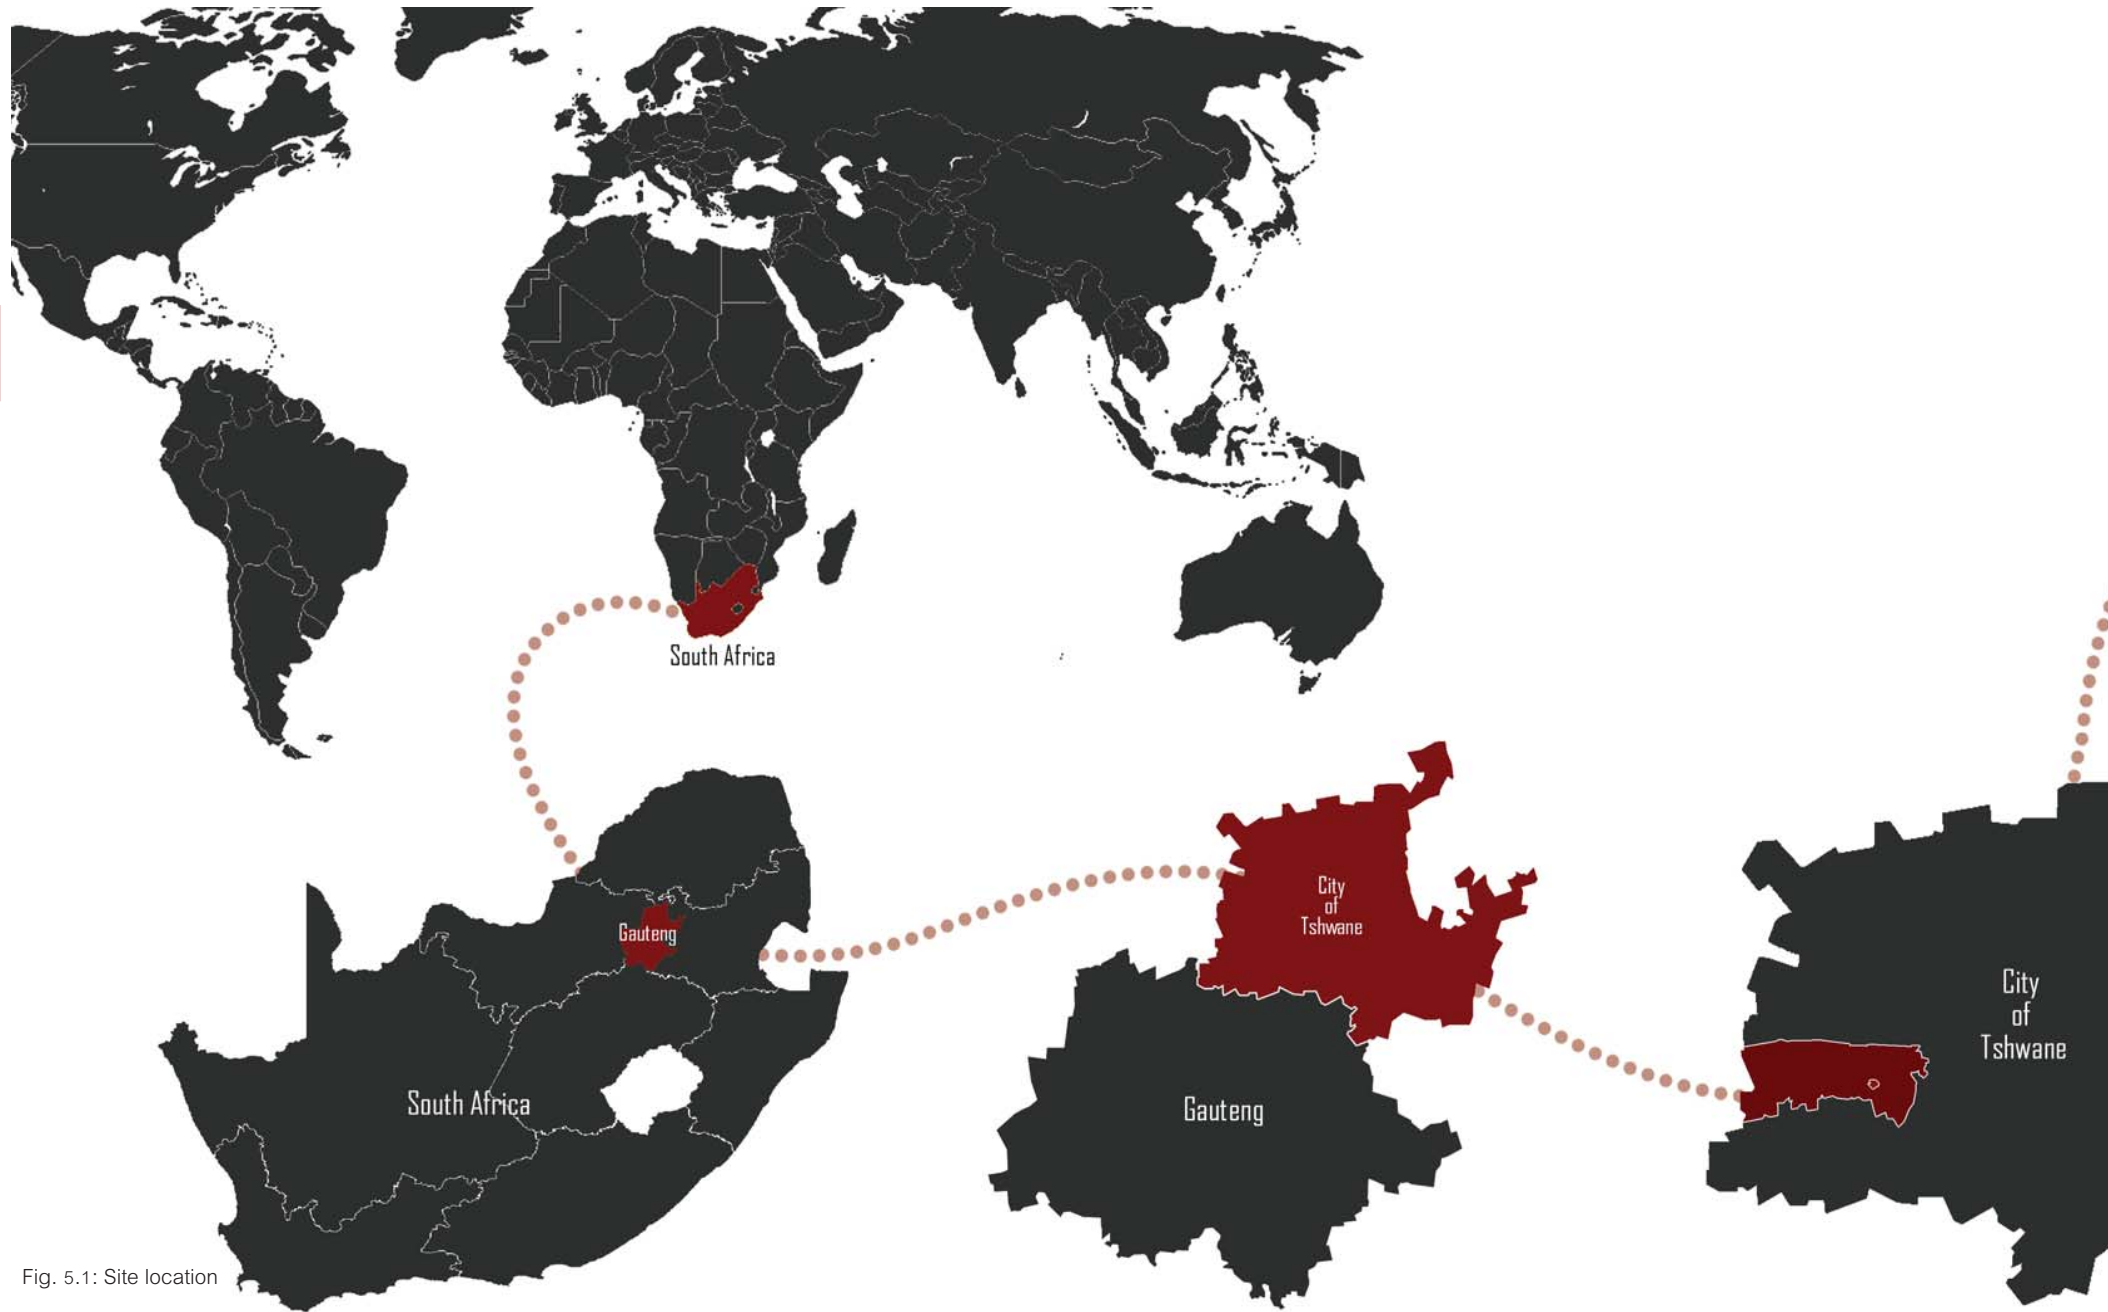 South Africa
Gauteng
South Africa
City
of
Tshwane
Gauteng
City
of
Tshwane
Fig. 5.1: Site location